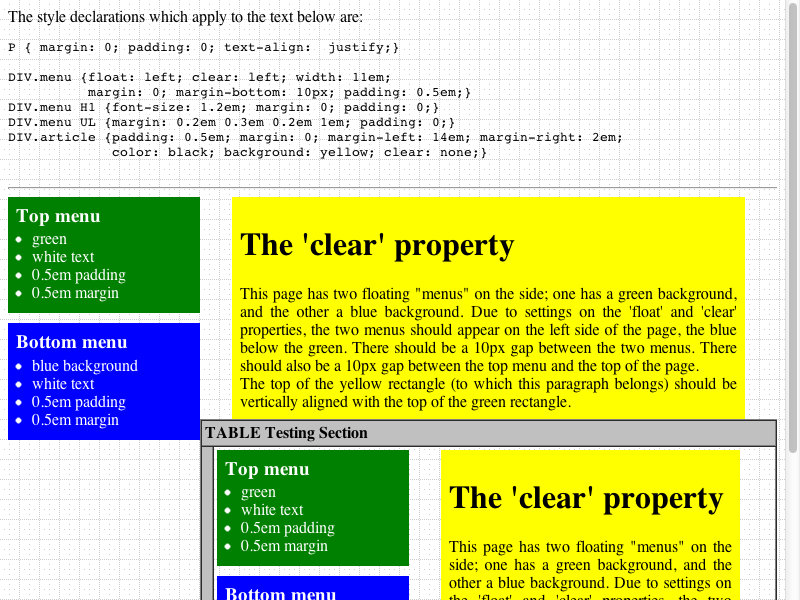 The style declarations which apply to the text below are:
P { margin: 0; padding: 0; text-align:  justify;}
DIV.menu {float: left; clear: left; width: 11em;
          margin: 0; margin-bottom: 10px; padding: 0.5em;}
DIV.menu H1 {font-size: 1.2em; margin: 0; padding: 0;}
DIV.menu UL {margin: 0.2em 0.3em 0.2em 1em; padding: 0;}
DIV.article {padding: 0.5em; margin: 0; margin-left: 14em; margin-right: 2em;
             color: black; background: yellow; clear: none;}
Top menu
green
white text
0.5em padding
0.5em margin
Bottom menu
blue background
white text
0.5em padding
0.5em margin
The 'clear' property
This page has two floating "menus" on the side; one has a green background,
and the other a blue background. Due to settings on the 'float' and 'clear'
properties, the two menus should appear on the left side of the page, the blue
below the green. There should be a 10px gap between the two menus. There
should also be a 10px gap between the top menu and the top of the page.
The top of the yellow rectangle (to which this paragraph belongs) should be
vertically aligned with the top of the green rectangle.
TABLE Testing Section
Top menu
green
white text
0.5em padding
0.5em margin
Bottom menu
The 'clear' property
This page has two floating "menus" on the
side; one has a green background, and the
other a blue background. Due to settings on
the 'float' and 'clear' properties, the two